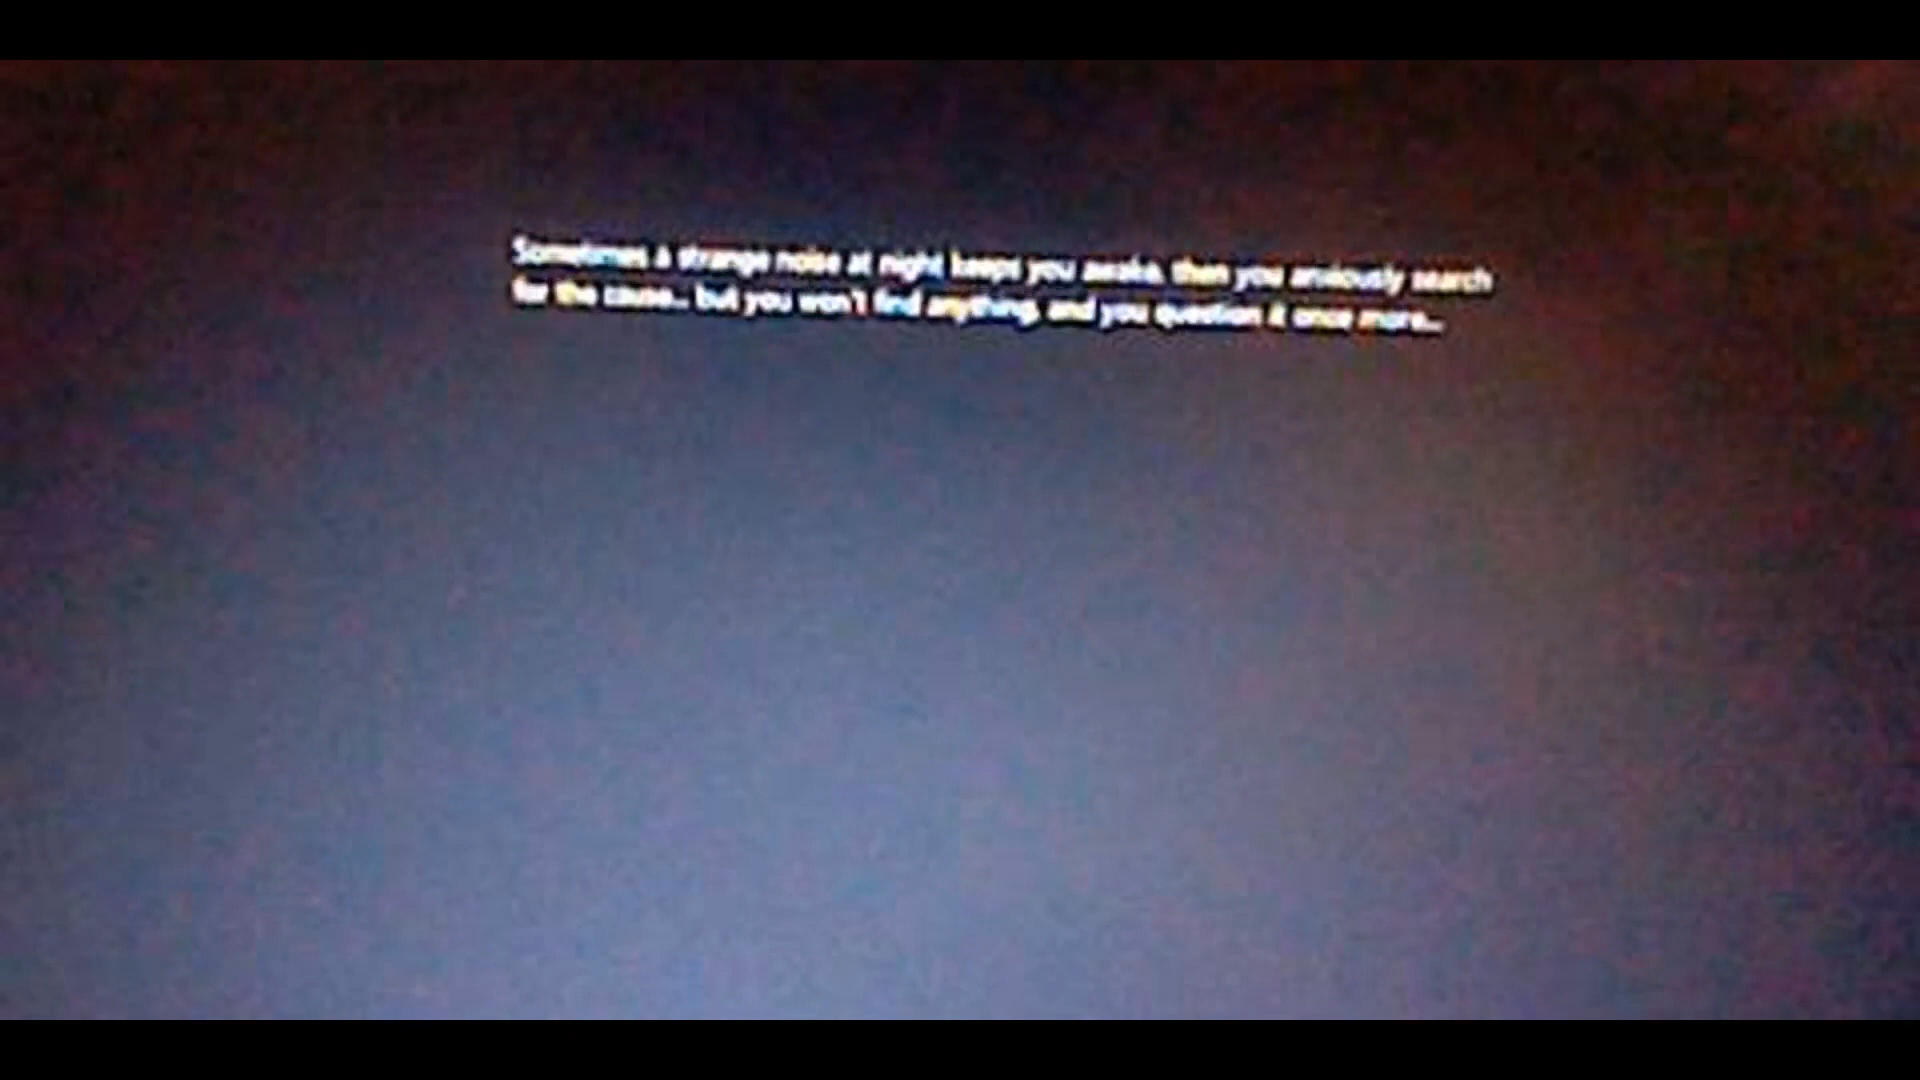 Sometimes a strange noise at night keeps you awake, then you anxiously search
for the cause... but you won't find anything, and you question it once more...